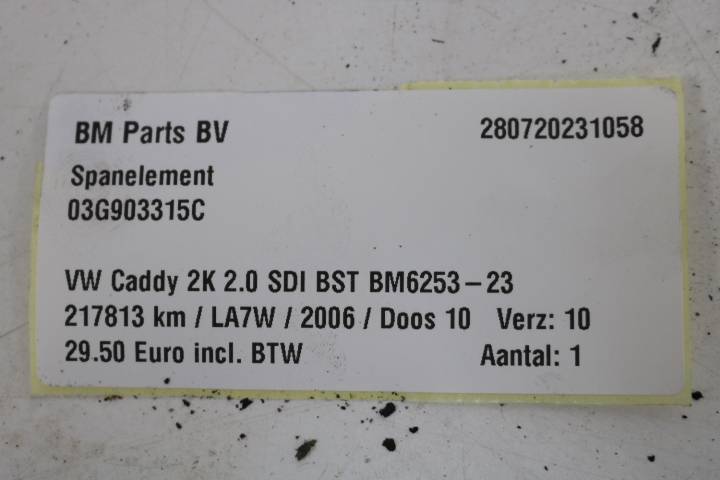 BM Parts BV 280720231058
Spanelement
03G903315C
VW Caddy 2K 2.0 SDI BST BM6253-23
217813 km / LA7W / 2006 / Doos 10 Verz: 10
29.50 Euro incl. BTW Aantal: 1